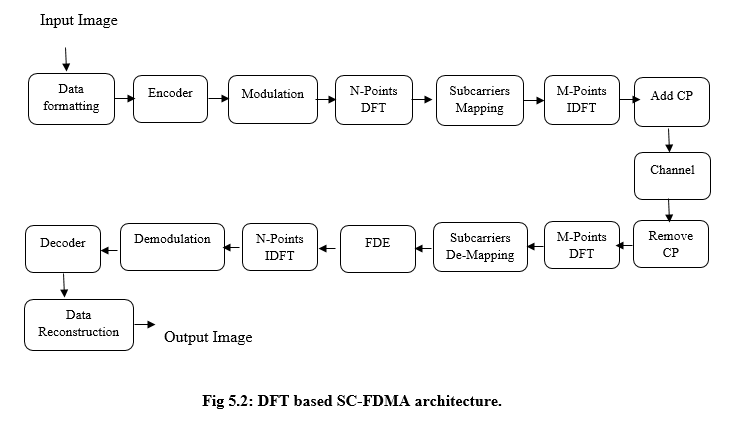 Input Image
Data
formatting
Encoder
Modulation
N-Points
DFT
Subcarriers
Mapping
M-Points
IDFT
Add CP
Channel
Remove
CP
M-Points
DFT
Subcarriers
De-Mapping
FDE
N-Points
IDFT
Demodulation
Decoder
Data
Reconstruction
Output Image
Fig 5.2: DFT based SC-FDMA architecture.